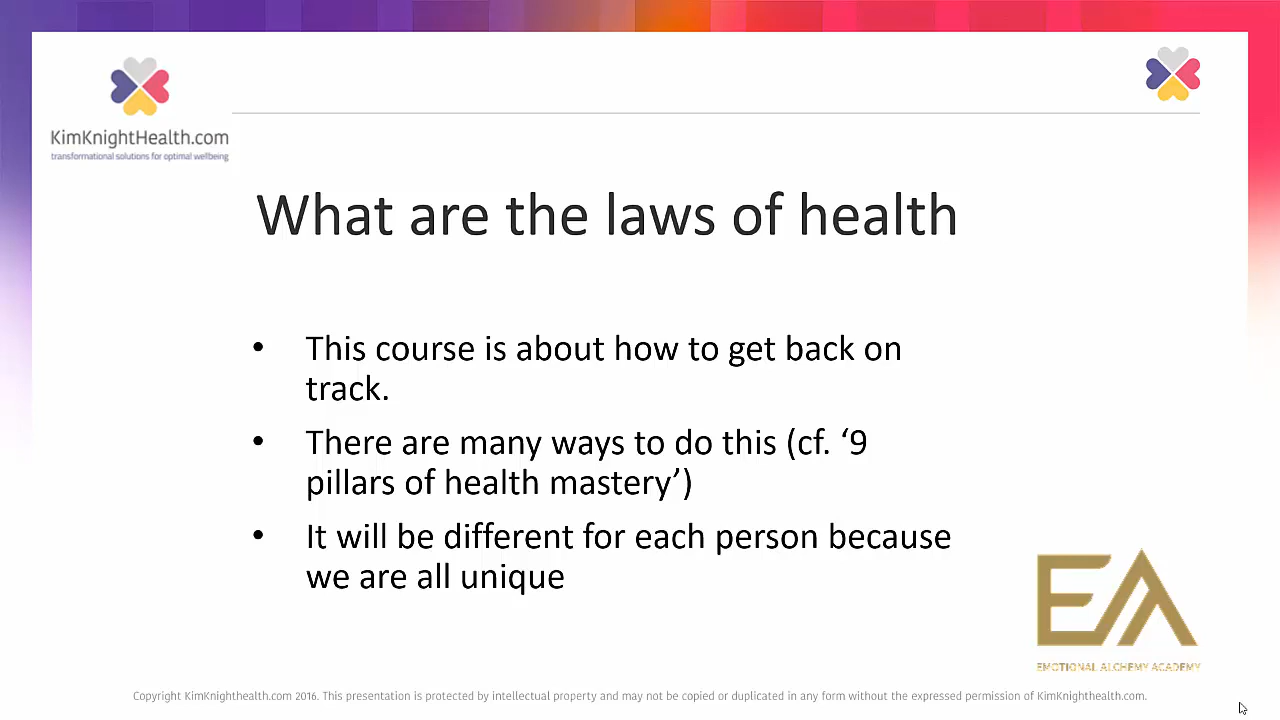 KimKnightHealth.com
transformational solutions for optimal wellbeing
What are the laws of health
• This course is about how to get back on
track.
• There are many ways to do this (cf. ‘9
pillars of health mastery’)
• It will be different for each person because
we are all unique
EA
EMOTIONAL ALCHEMY ACADEMY
Copyright KimKnighthealth.com 2016. This presentation is protected by intellectual property and may not be copied or duplicated in any form without the expressed permission of KimKnighthealth.com.